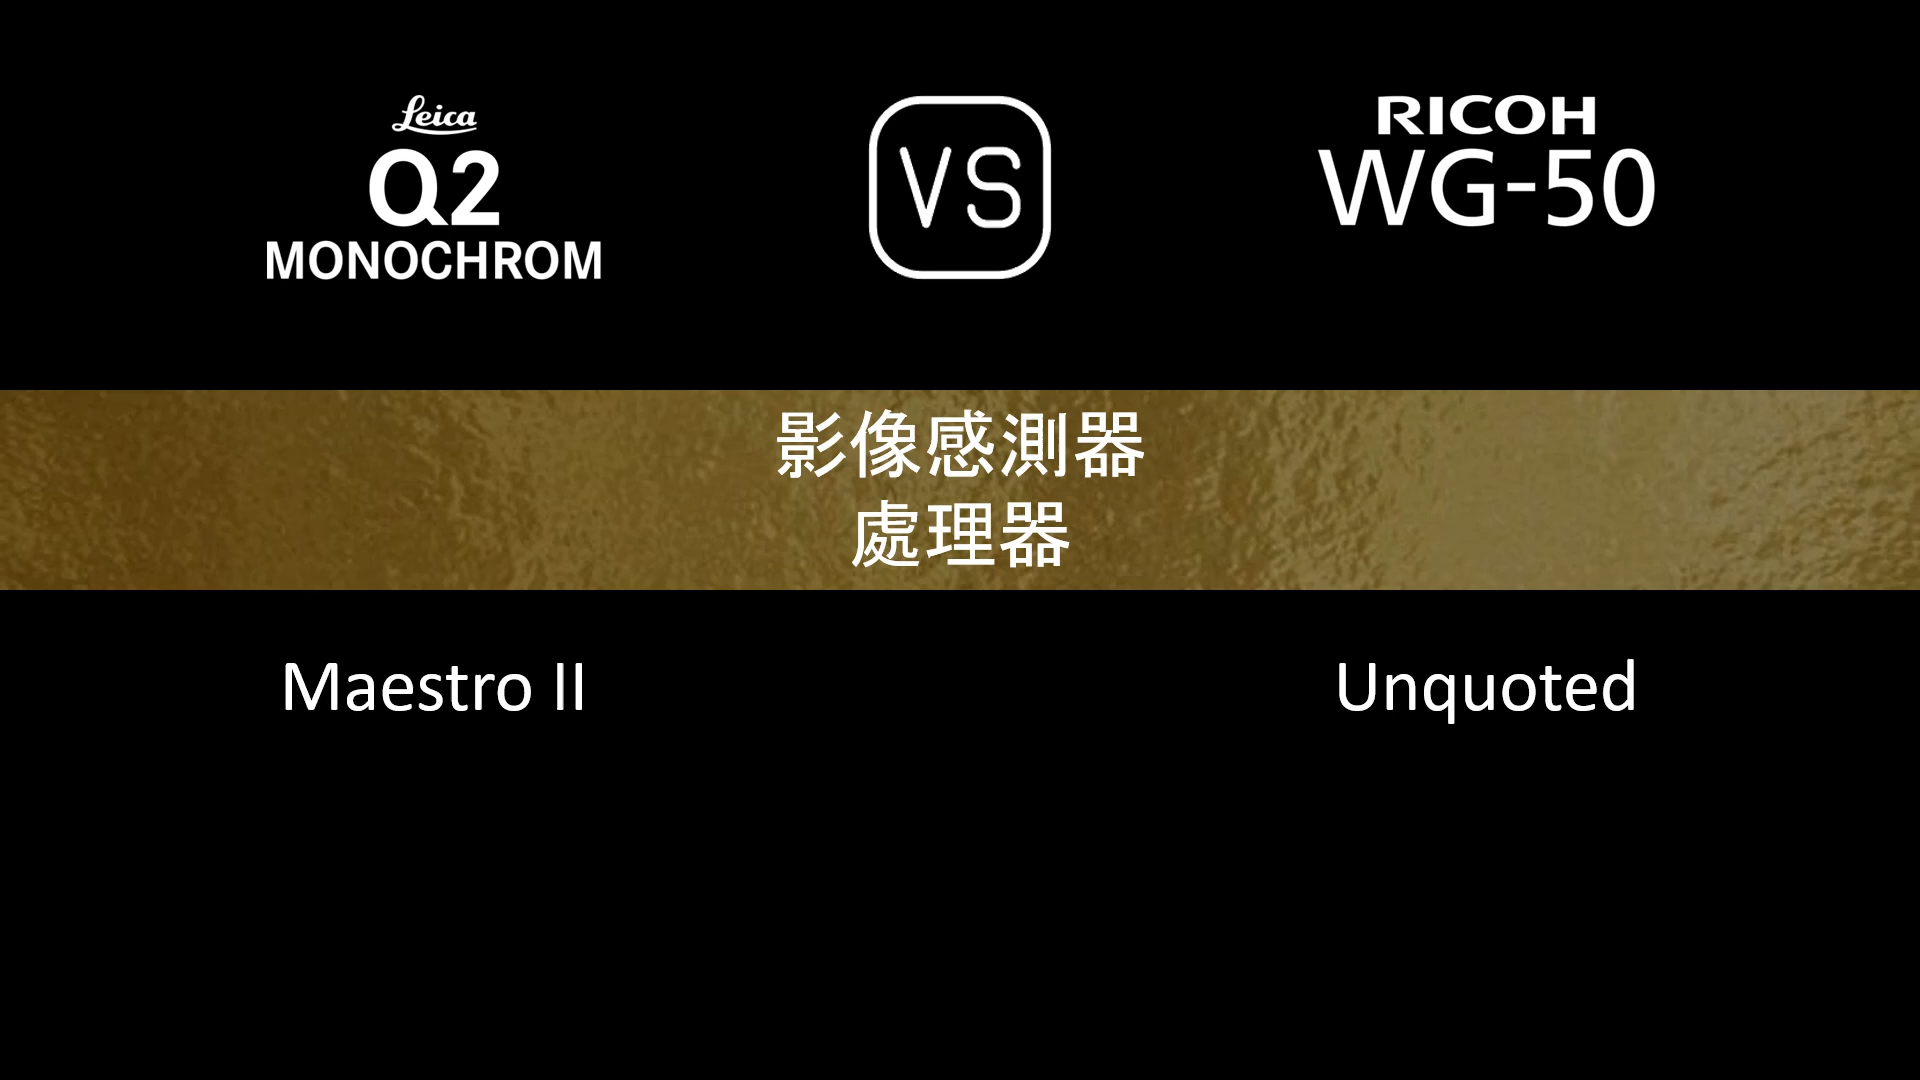 Leica
Q2
MONOCHROM
VS
RICOH
WG-50
影像感測器
處理器
Maestro II
Unquoted